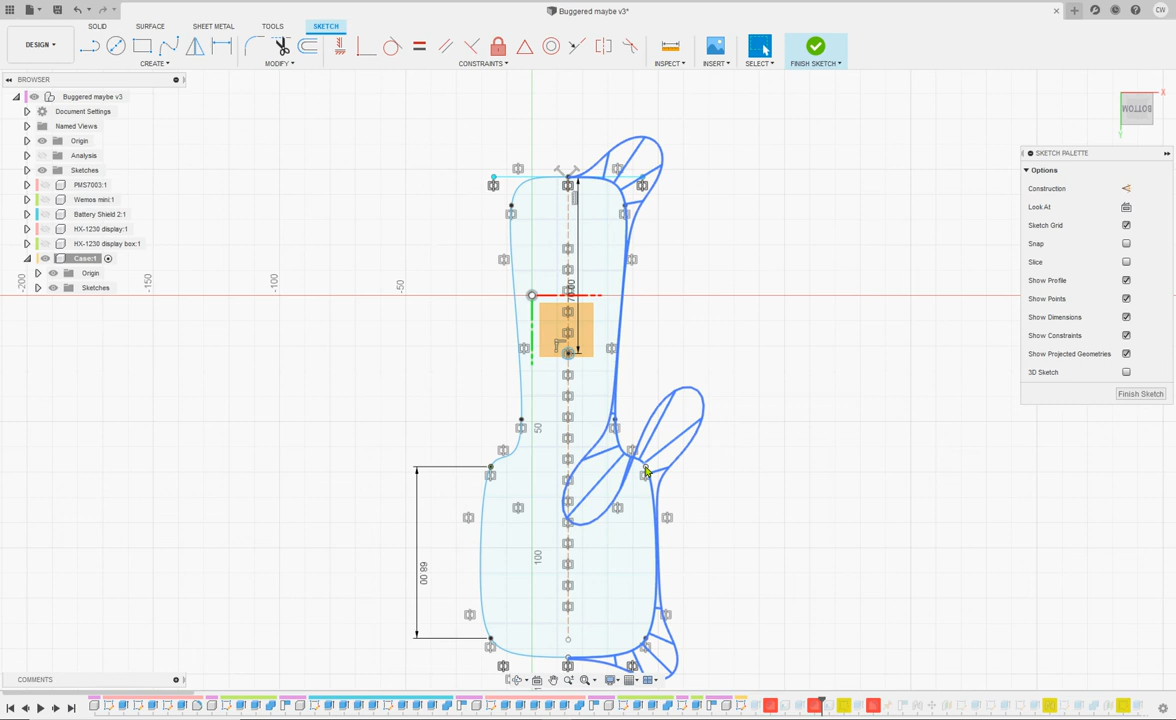 Buggered maybe v3*
CW
SOLID SURFACE SHEET METAL TOOLS SKETCH
DESIGN
CREATE MODIFY CONSTRAINTS INSPECT INSERT SELECT FINISH SKETCH
BROWSER
Buggered maybe v3
Document Settings
Named Views
Origin
Analysis
Sketches
PMS7003:1
Wemos mini:1
Battery Shield 2:1
HX-1230 display:1
HX-1230 display box:1
Case:1
Origin
Sketches
X
BOTTOM
Y
SKETCH PALETTE
Options
Construction
Look At
Sketch Grid
Snap
Slice
Show Profile
Show Points
Show Dimensions
Show Constraints
Show Projected Geometries
3D Sketch
Finish Sketch
-200
-150
-100
-50
70.00
50
100
68.00
COMMENTS